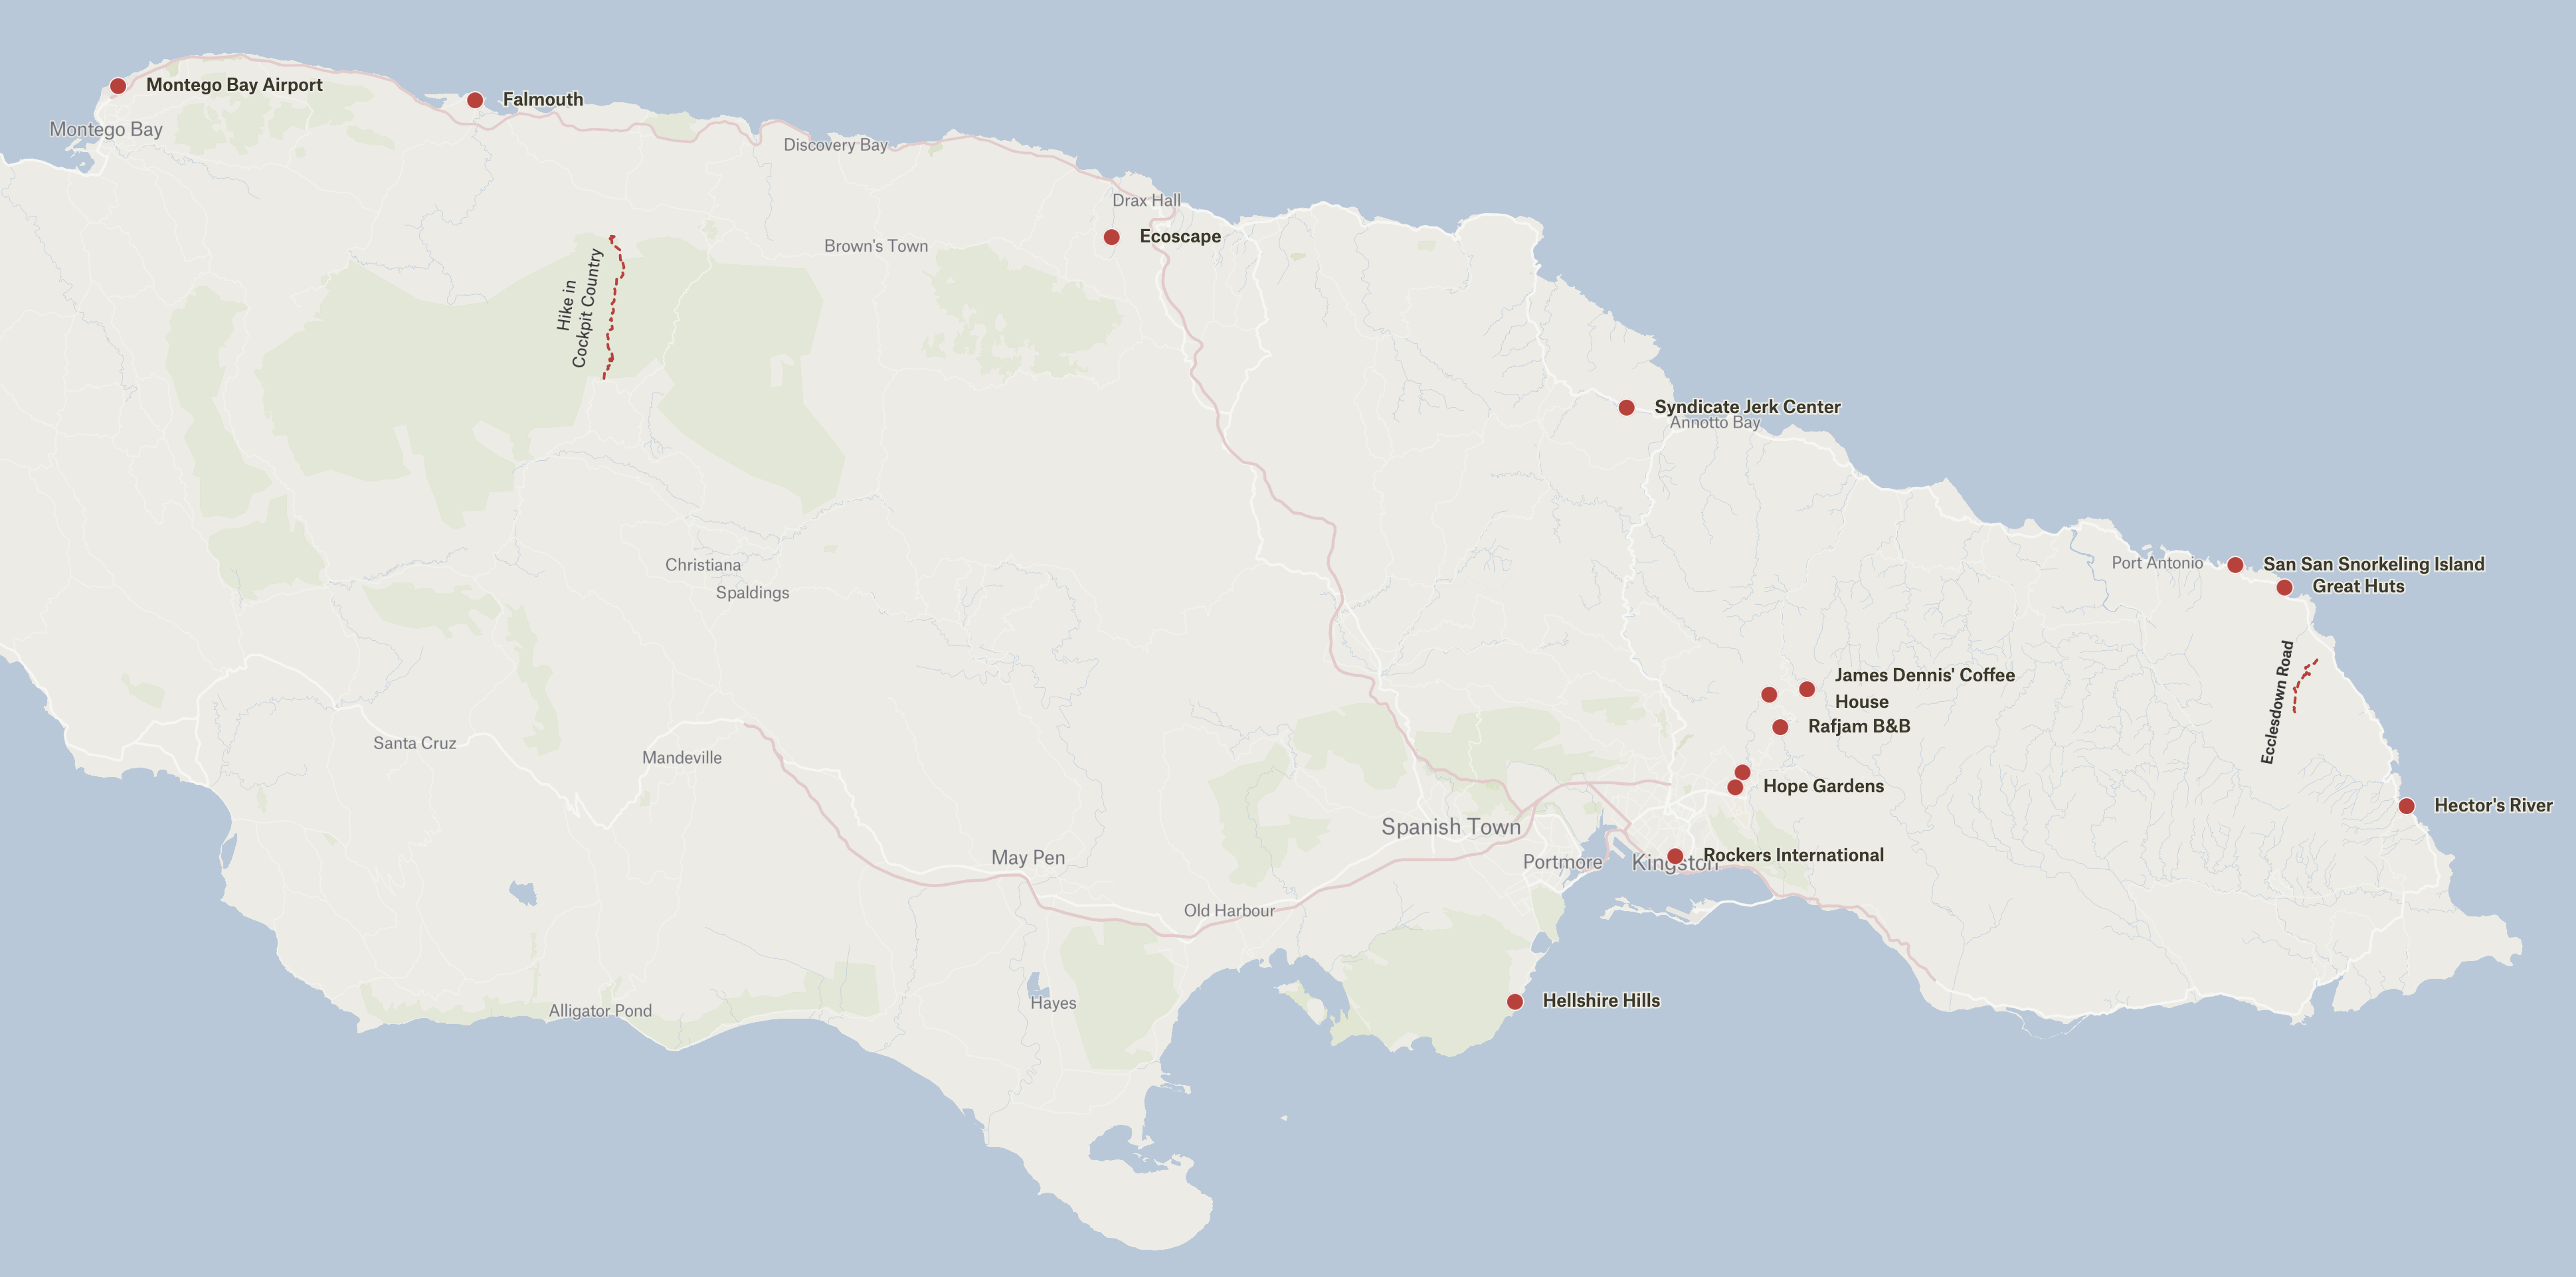 Montego Bay Airport
Falmouth
Montego Bay
Discovery Bay
Drax Hall
Ecoscape
Brown's Town
Hike in
Cockpit Country
Syndicate Jerk Center
Annotto Bay
Port Antonio
San San Snorkeling Island
Great Huts
Christiana
Spaldings
Ecclesdown Road
James Dennis' Coffee
House
Rafjam B&B
Santa Cruz
Mandeville
Hope Gardens
Hector's River
Spanish Town
May Pen
Portmore
Kingston
Rockers International
Old Harbour
Alligator Pond
Hayes
Hellshire Hills